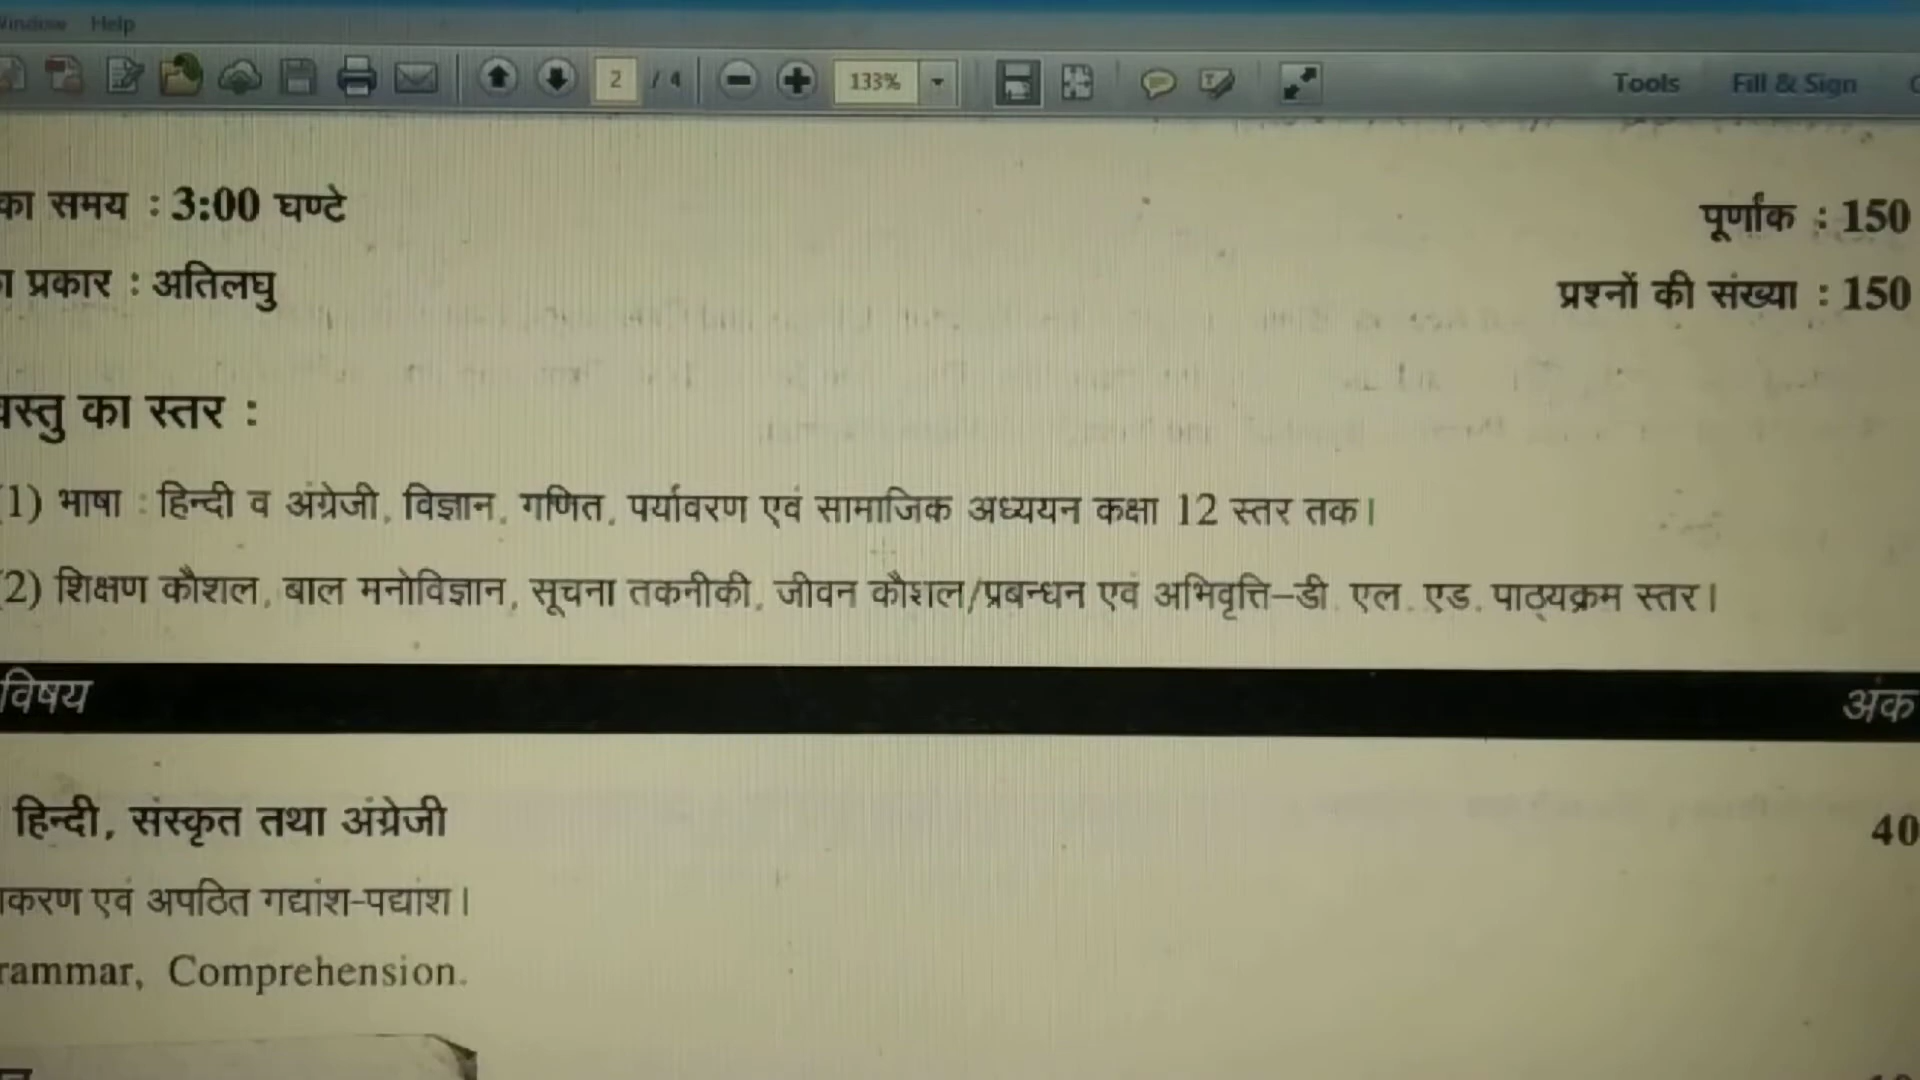 Window Help
2 / 4 133% Tools Fill & Sign
का समय : 3:00 घण्टे
पूर्णांक : 150
प्रकार : अतिलघु
प्रश्नों की संख्या : 150
वस्तु का स्तर :
(1) भाषा : हिन्दी व अंग्रेजी, विज्ञान, गणित, पर्यावरण एवं सामाजिक अध्ययन कक्षा 12 स्तर तक।
(2) शिक्षण कौशल, बाल मनोविज्ञान, सूचना तकनीकी, जीवन कौशल/प्रबन्धन एवं अभिवृत्ति–डी. एल. एड. पाठ्यक्रम स्तर।
विषय अंक
हिन्दी, संस्कृत तथा अंग्रेजी 40
करण एवं अपठित गद्यांश-पद्यांश।
rammar, Comprehension.